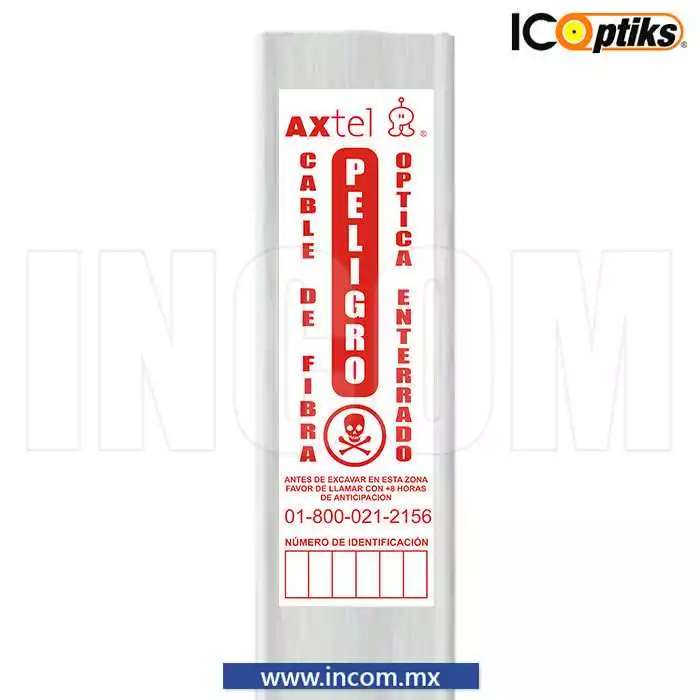 ICOptiks®
AXtel ®
CABLE DE FIBRA
PELIGRO
OPTICA ENTERRADO
ANTES DE EXCAVAR EN ESTA ZONA
FAVOR DE LLAMAR CON +8 HORAS
DE ANTICIPACION
01-800-021-2156
NÚMERO DE IDENTIFICACIÓN
INCOM
www.incom.mx